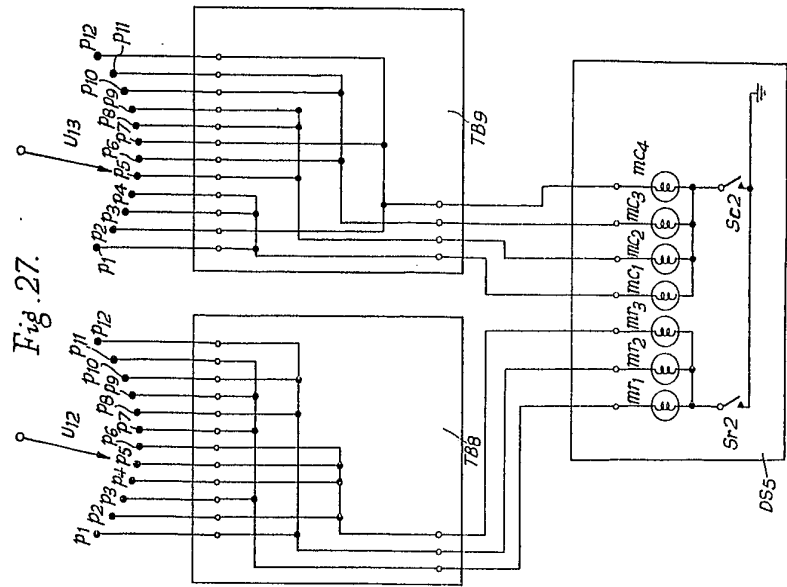 Fig. 27.
U12
U13
p1 p2 p3 p4 p5 p6 p7 p8 p9 p10 p11 p12
p1 p2 p3 p4 p5 p6 p7 p8 p9 p10 p11 p12
TB8
TB9
mr1 mr2 mr3 mc1 mc2 mc3 mc4
Sr2
Sc2
DS5